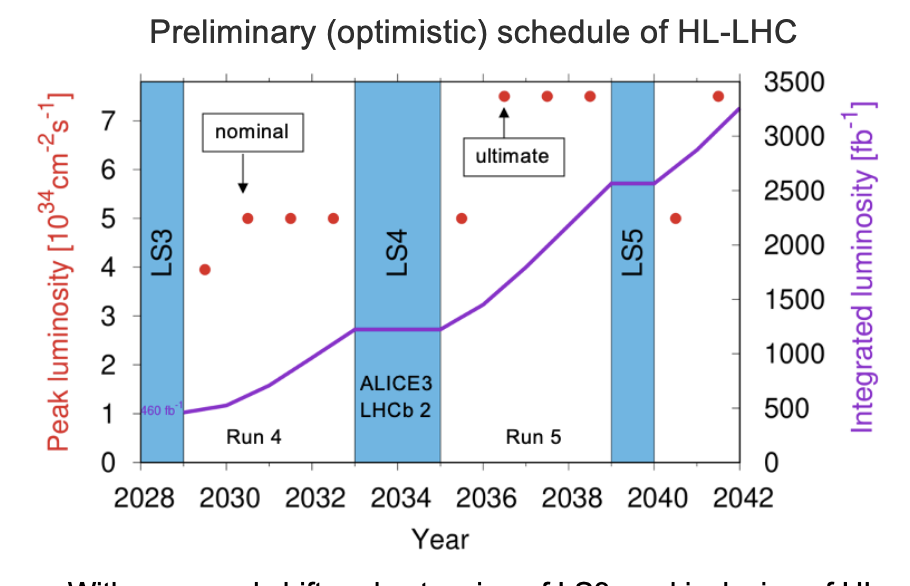 Preliminary (optimistic) schedule of HL-LHC
Peak luminosity [10^34 cm^-2 s^-1]
7
6
5
4
3
2
1
0
LS3
nominal
460 fb^-1
Run 4
LS4
ALICE3
LHCb 2
ultimate
Run 5
LS5
3500
3000
2500
2000
1500
1000
500
0
Integrated luminosity [fb^-1]
2028 2030 2032 2034 2036 2038 2040 2042
Year